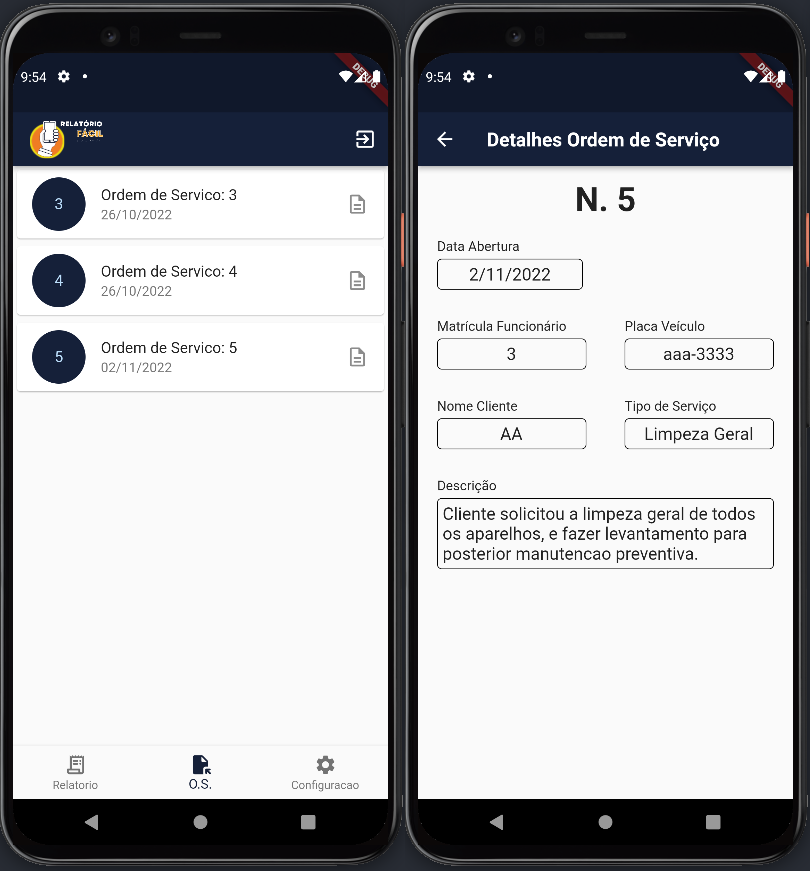 9:54
DEBUG
RELATÓRIO
FÁCIL
3
Ordem de Servico: 3
26/10/2022
4
Ordem de Servico: 4
26/10/2022
5
Ordem de Servico: 5
02/11/2022
Relatorio
O.S.
Configuracao
9:54
DEBUG
Detalhes Ordem de Serviço
N. 5
Data Abertura
2/11/2022
Matrícula Funcionário
Placa Veículo
3
aaa-3333
Nome Cliente
Tipo de Serviço
AA
Limpeza Geral
Descrição
Cliente solicitou a limpeza geral de todos
os aparelhos, e fazer levantamento para
posterior manutencao preventiva.